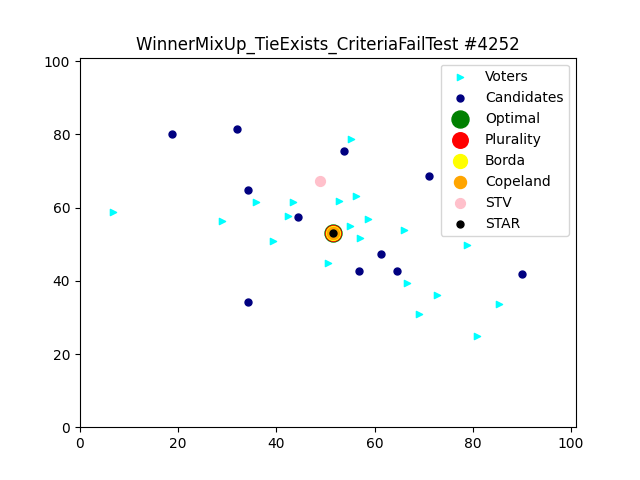 WinnerMixUp_TieExists_CriteriaFailTest #4252
100
80
60
40
20
0
0 20 40 60 80 100
Voters
Candidates
Optimal
Plurality
Borda
Copeland
STV
STAR